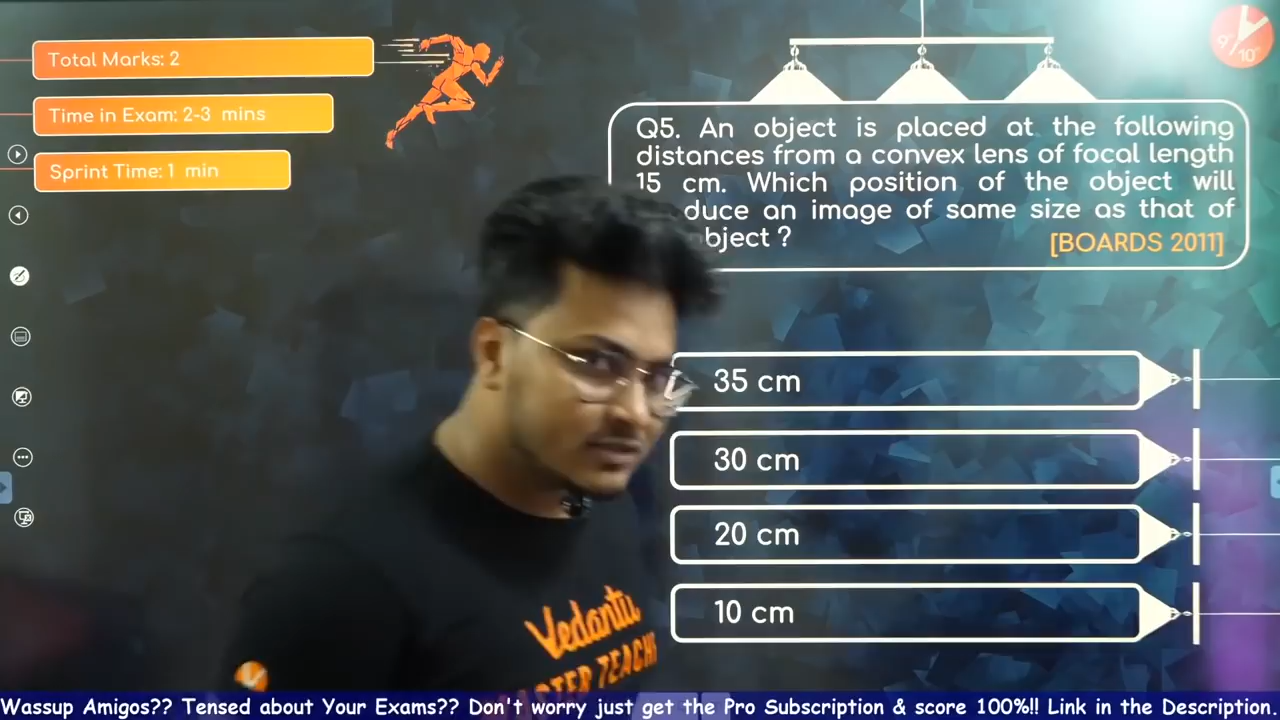 Total Marks: 2
Time in Exam: 2-3 mins
Sprint Time: 1 min
9th
10th
Q5. An object is placed at the following
distances from a convex lens of focal length
15 cm. Which position of the object will
duce an image of same size as that of
bject ?
[BOARDS 2011]
35 cm
30 cm
20 cm
10 cm
Vedantu
MASTER TEACHER
Wassup Amigos?? Tensed about Your Exams?? Don't worry just get the Pro Subscription & score 100%!! Link in the Description.